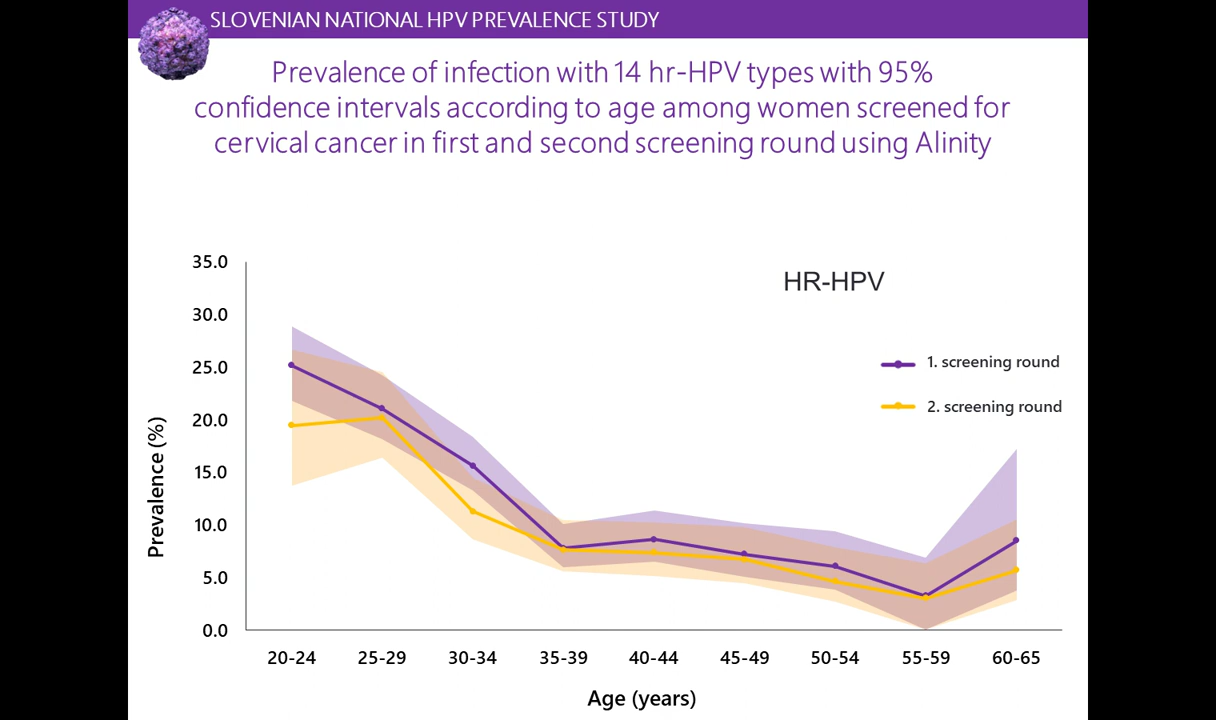 SLOVENIAN NATIONAL HPV PREVALENCE STUDY
Prevalence of infection with 14 hr-HPV types with 95%
confidence intervals according to age among women screened for
cervical cancer in first and second screening round using Alinity
HR-HPV
1. screening round
2. screening round
Prevalence (%)
35.0
30.0
25.0
20.0
15.0
10.0
5.0
0.0
20-24 25-29 30-34 35-39 40-44 45-49 50-54 55-59 60-65
Age (years)